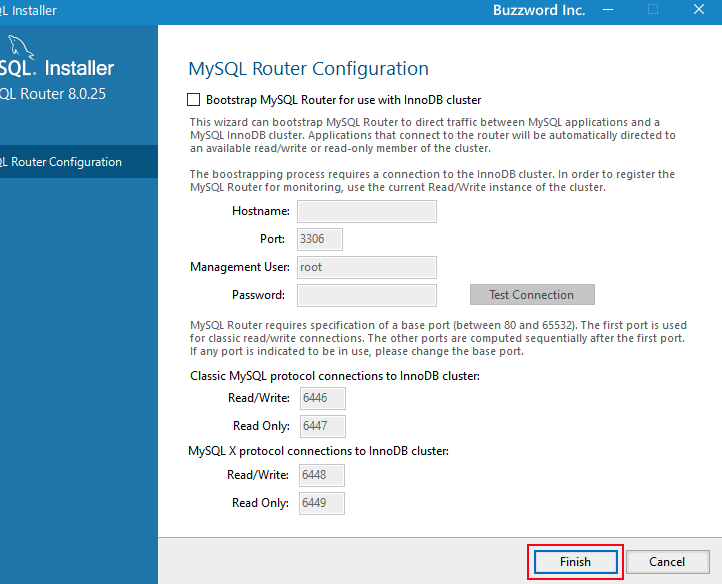 QL Installer
Buzzword Inc.
SQL. Installer
QL Router 8.0.25
QL Router Configuration
MySQL Router Configuration
Bootstrap MySQL Router for use with InnoDB cluster
This wizard can bootstrap MySQL Router to direct traffic between MySQL applications and a
MySQL InnoDB cluster. Applications that connect to the router will be automatically directed to
an available read/write or read-only member of the cluster.
The boostrapping process requires a connection to the InnoDB cluster. In order to register the
MySQL Router for monitoring, use the current Read/Write instance of the cluster.
Hostname:
Port: 3306
Management User: root
Password: Test Connection
MySQL Router requires specification of a base port (between 80 and 65532). The first port is used
for classic read/write connections. The other ports are computed sequentially after the first port.
If any port is indicated to be in use, please change the base port.
Classic MySQL protocol connections to InnoDB cluster:
Read/Write: 6446
Read Only: 6447
MySQL X protocol connections to InnoDB cluster:
Read/Write: 6448
Read Only: 6449
Finish Cancel